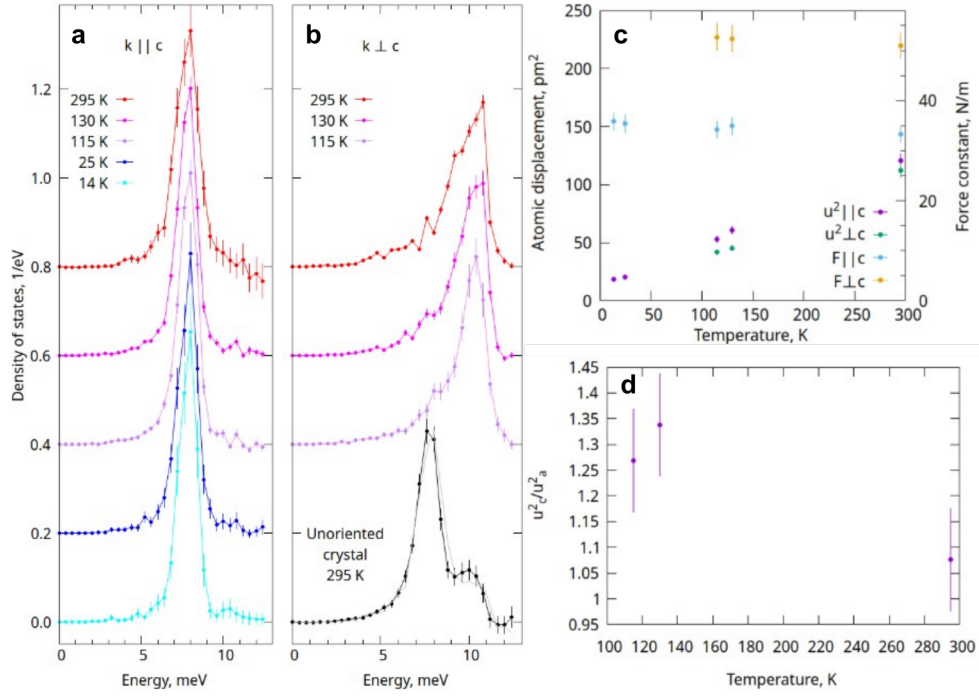 a
k || c
295 K
130 K
115 K
25 K
14 K
Density of states, 1/eV
0.0
0.2
0.4
0.6
0.8
1.0
1.2
0 5 10
Energy, meV
b
k ⊥ c
295 K
130 K
115 K
Unoriented
crystal
295 K
0 5 10
Energy, meV
c
Atomic displacement, pm²
250
200
150
100
50
0
Force constant, N/m
40
20
0
u²||c
u²⊥c
F||c
F⊥c
0 50 100 150 200 250 300
Temperature, K
d
u²c/u²a
1.45
1.4
1.35
1.3
1.25
1.2
1.15
1.1
1.05
1
0.95
100 120 140 160 180 200 220 240 260 280 300
Temperature, K